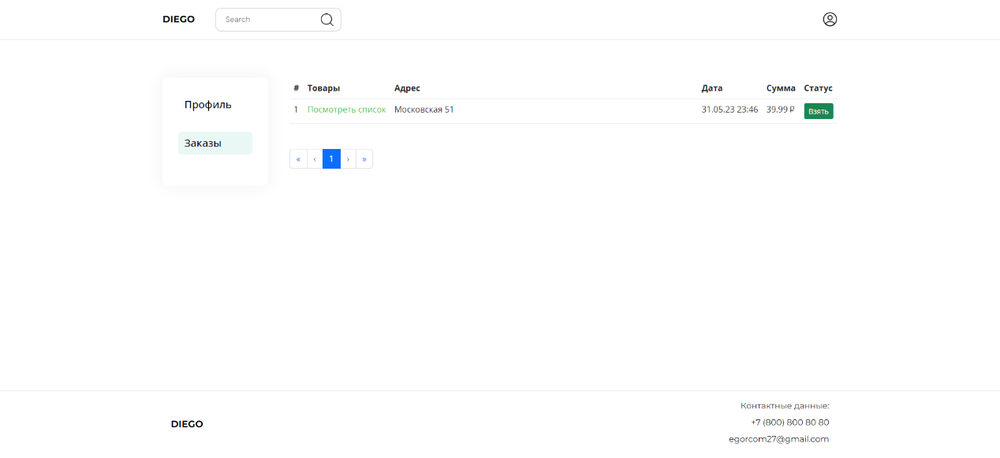 DIEGO Search
Профиль
Заказы
# Товары Адрес Дата Сумма Статус
1 Посмотреть список Московская 51 31.05.23 23:46 39.99 ₽ Взять
« ‹ 1 › »
DIEGO
Контактные данные:
+7 (800) 800 80 80
egorcom27@gmail.com